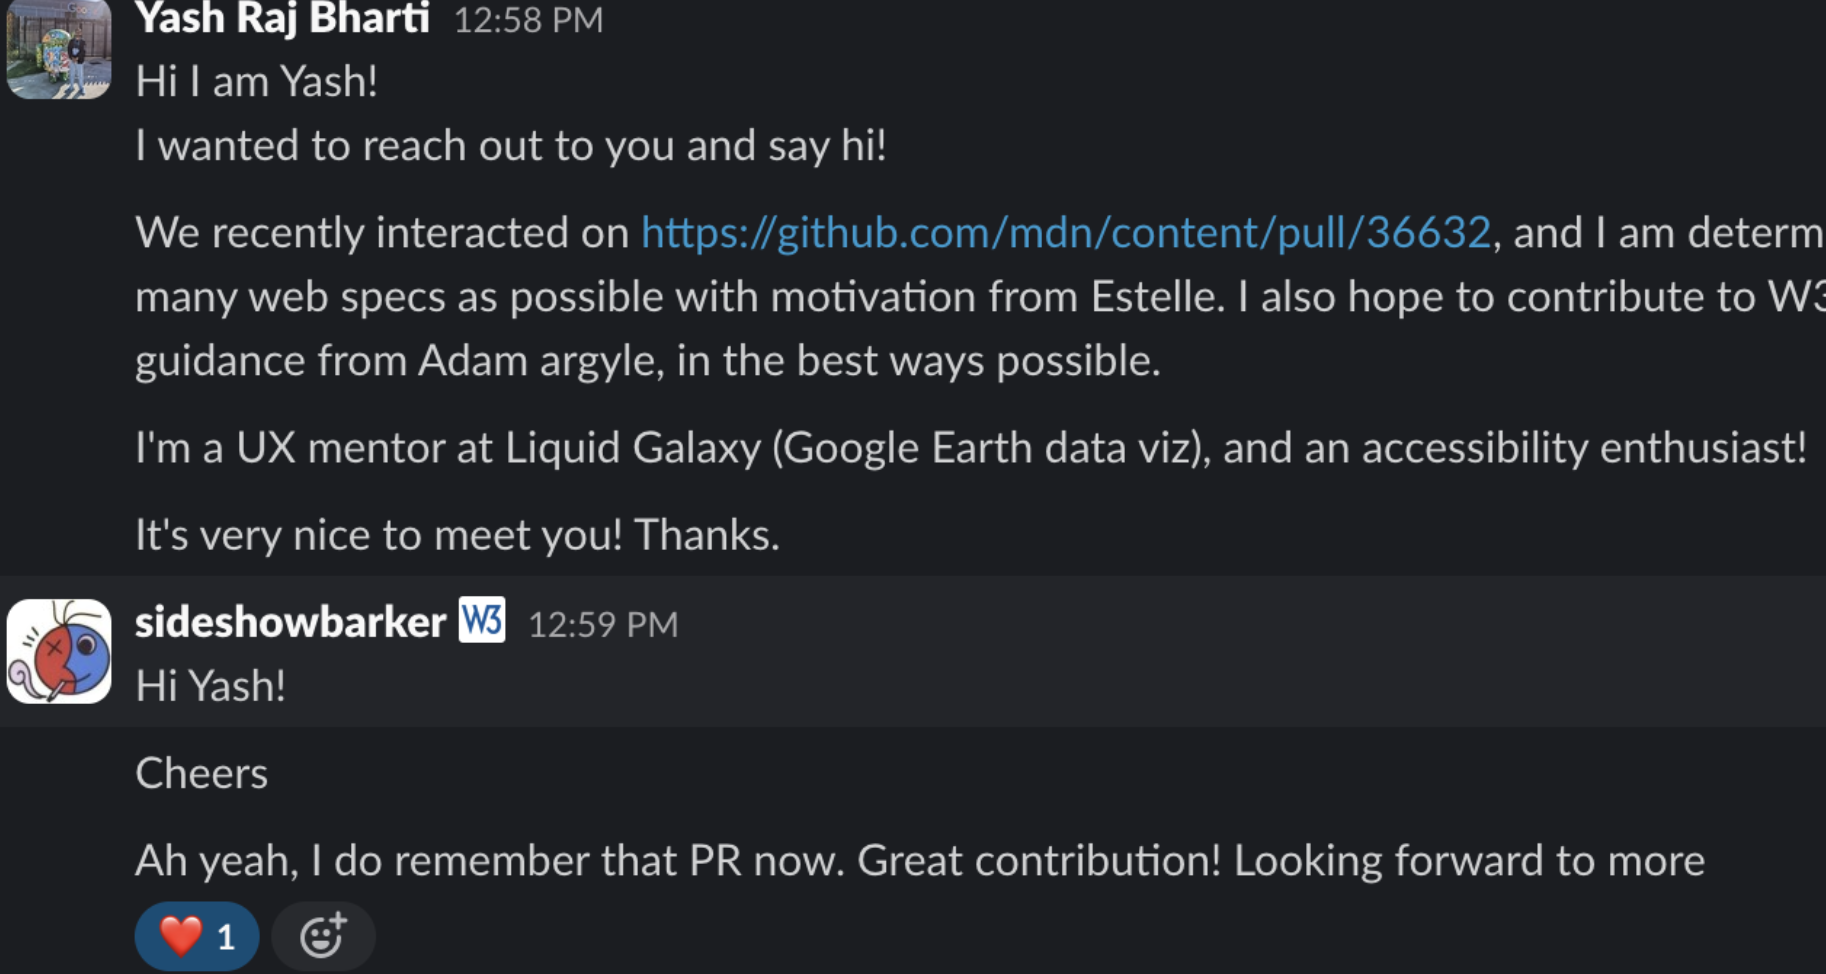 Yash Raj Bharti 12:58 PM
Hi I am Yash!
I wanted to reach out to you and say hi!
We recently interacted on https://github.com/mdn/content/pull/36632, and I am determ
many web specs as possible with motivation from Estelle. I also hope to contribute to W3
guidance from Adam argyle, in the best ways possible.
I'm a UX mentor at Liquid Galaxy (Google Earth data viz), and an accessibility enthusiast!
It's very nice to meet you! Thanks.
sideshowbarker W3 12:59 PM
Hi Yash!
Cheers
Ah yeah, I do remember that PR now. Great contribution! Looking forward to more
1